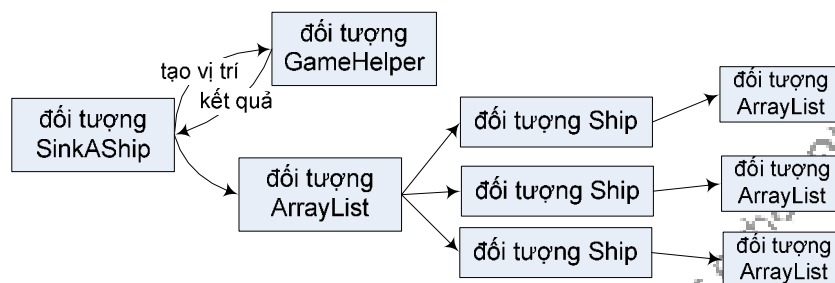 đối tượng
GameHelper
tạo vị trí
kết quả
đối tượng
SinkAShip
đối tượng
ArrayList
đối tượng Ship
đối tượng Ship
đối tượng Ship
đối tượng
ArrayList
đối tượng
ArrayList
đối tượng
ArrayList